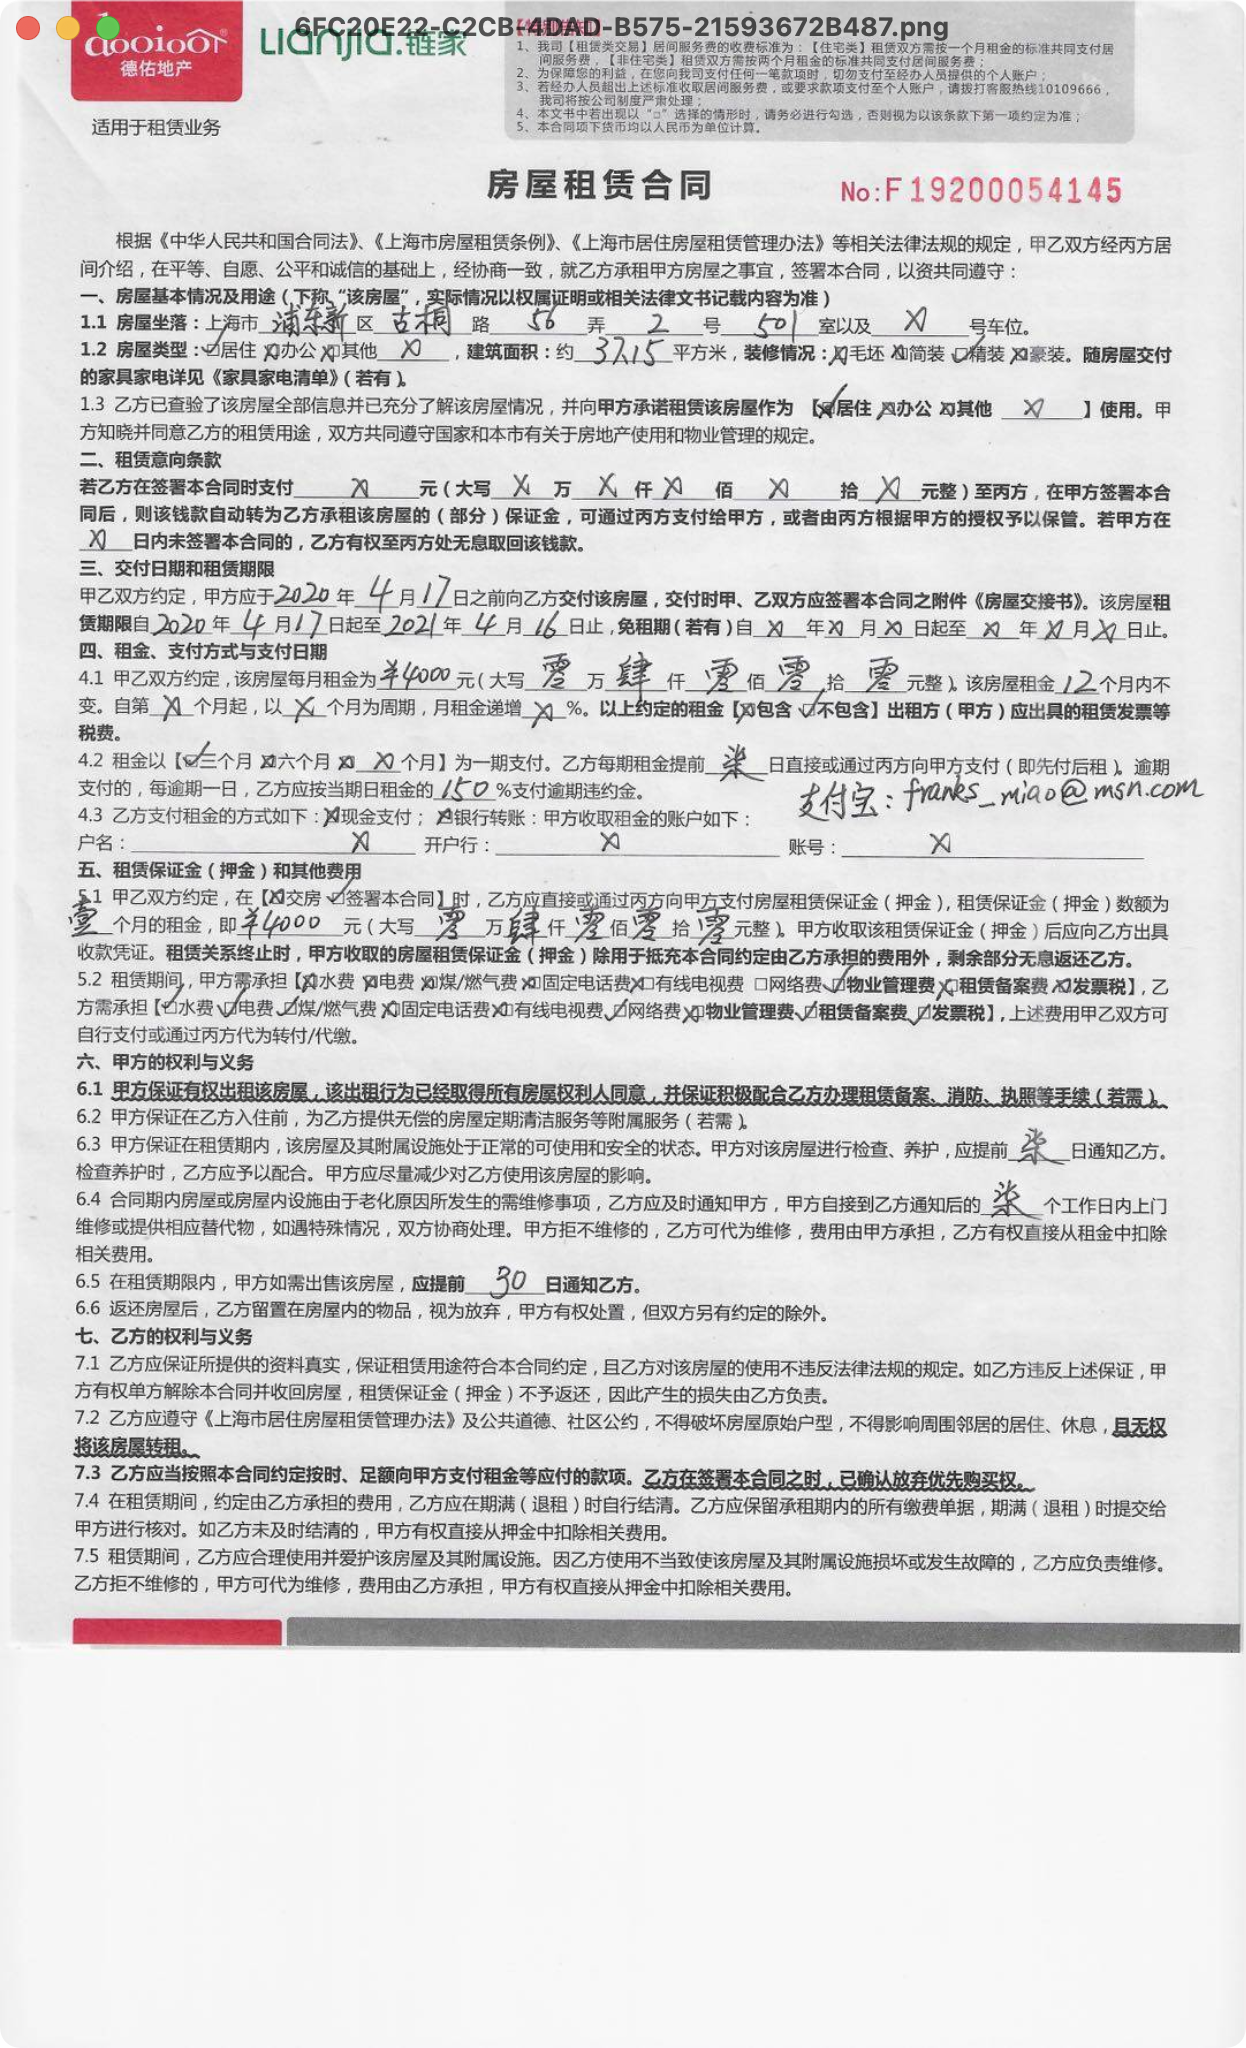 6FC20E22-C2CB-4DAD-B575-21593672B487.png
dooioo
德佑地产
Lianjia.链家
适用于租赁业务
【特别告知】
1、我司【租赁类交易】居间服务费的收费标准为:【住宅类】租赁双方需按一个月租金的标准共同支付居
间服务费,【非住宅类】租赁双方需按两个月租金的标准共同支付居间服务费;
2、为保障您的利益,在您向我司支付任何一笔款项时,切勿支付至经办人员提供的个人账户;
3、若经办人员超出上述标准收取居间服务费,或要求款项支付至个人账户,请拨打客服热线10109666,
我司将按公司制度严肃处理;
4、本文书中若出现以“□”选择的情形时,请务必进行勾选,否则视为以该条款下第一项约定为准;
5、本合同项下货币均以人民币为单位计算。
房屋租赁合同
No:F19200054145
根据《中华人民共和国合同法》、《上海市房屋租赁条例》、《上海市居住房屋租赁管理办法》等相关法律法规的规定,甲乙双方经丙方居
间介绍,在平等、自愿、公平和诚信的基础上,经协商一致,就乙方承租甲方房屋之事宜,签署本合同,以资共同遵守:
一、房屋基本情况及用途(下称“该房屋”,实际情况以权属证明或相关法律文书记载内容为准)
1.1 房屋坐落:上海市 浦东新 区 古桐 路 56 弄 2 号 501 室以及 X 号车位。
1.2 房屋类型:☑居住 ☒办公 ☒其他 X ,建筑面积:约 37.15 平方米,装修情况:☒毛坯 ☒简装 ☑精装 ☒豪装。随房屋交付
的家具家电详见《家具家电清单》(若有)。
1.3 乙方已查验了该房屋全部信息并已充分了解该房屋情况,并向甲方承诺租赁该房屋作为 【☑居住 ☒办公 ☒其他 X 】使用。甲
方知晓并同意乙方的租赁用途,双方共同遵守国家和本市有关于房地产使用和物业管理的规定。
二、租赁意向条款
若乙方在签署本合同时支付 X 元(大写 X 万 X 仟 X 佰 X 拾 X 元整)至丙方,在甲方签署本合
同后,则该钱款自动转为乙方承租该房屋的(部分)保证金,可通过丙方支付给甲方,或者由丙方根据甲方的授权予以保管。若甲方在
X 日内未签署本合同的,乙方有权至丙方处无息取回该钱款。
三、交付日期和租赁期限
甲乙双方约定,甲方应于 2020 年 4 月 17 日之前向乙方交付该房屋,交付时甲、乙双方应签署本合同之附件《房屋交接书》。该房屋租
赁期限自 2020 年 4 月 17 日起至 2021 年 4 月 16 日止,免租期(若有)自 X 年 X 月 X 日起至 X 年 X 月 X 日止。
四、租金、支付方式与支付日期
4.1 甲乙双方约定,该房屋每月租金为 ¥4000 元(大写 零 万 肆 仟 零 佰 零 拾 零 元整)。该房屋租金 12 个月内不
变。自第 X 个月起,以 X 个月为周期,月租金递增 X %。以上约定的租金【☒包含 ☑不包含】出租方(甲方)应出具的租赁发票等
税费。
4.2 租金以【☑三个月 ☒六个月 ☒ X 个月】为一期支付。乙方每期租金提前 柒 日直接或通过丙方向甲方支付(即先付后租)。逾期
支付的,每逾期一日,乙方应按当期日租金的 150 %支付逾期违约金。
支付宝:franks_miao@msn.com
4.3 乙方支付租金的方式如下:☒现金支付; ☒银行转账:甲方收取租金的账户如下:
户名: X 开户行: X 账号: X
五、租赁保证金(押金)和其他费用
5.1 甲乙双方约定,在【☒交房 ☑签署本合同】时,乙方应直接或通过丙方向甲方支付房屋租赁保证金(押金),租赁保证金(押金)数额为
壹 个月的租金,即 ¥4000 元(大写 零 万 肆 仟 零 佰 零 拾 零 元整)。甲方收取该租赁保证金(押金)后应向乙方出具
收款凭证。租赁关系终止时,甲方收取的房屋租赁保证金(押金)除用于抵充本合同约定由乙方承担的费用外,剩余部分无息返还乙方。
5.2 租赁期间,甲方需承担【☒水费 ☒电费 ☒煤/燃气费 ☒固定电话费 ☒有线电视费 □网络费 ☑物业管理费 ☒租赁备案费 ☒发票税】,乙
方需承担【☑水费 ☑电费 ☑煤/燃气费 ☒固定电话费 ☒有线电视费 ☑网络费 ☒物业管理费 ☑租赁备案费 ☑发票税】,上述费用甲乙双方可
自行支付或通过丙方代为转付/代缴。
六、甲方的权利与义务
6.1 甲方保证有权出租该房屋,该出租行为已经取得所有房屋权利人同意,并保证积极配合乙方办理租赁备案、消防、执照等手续(若需)。
6.2 甲方保证在乙方入住前,为乙方提供无偿的房屋定期清洁服务等附属服务(若需)。
6.3 甲方保证在租赁期内,该房屋及其附属设施处于正常的可使用和安全的状态。甲方对该房屋进行检查、养护,应提前 柒 日通知乙方。
检查养护时,乙方应予以配合。甲方应尽量减少对乙方使用该房屋的影响。
6.4 合同期内房屋或房屋内设施由于老化原因所发生的需维修事项,乙方应及时通知甲方,甲方自接到乙方通知后的 柒 个工作日内上门
维修或提供相应替代物,如遇特殊情况,双方协商处理。甲方拒不维修的,乙方可代为维修,费用由甲方承担,乙方有权直接从租金中扣除
相关费用。
6.5 在租赁期限内,甲方如需出售该房屋,应提前 30 日通知乙方。
6.6 返还房屋后,乙方留置在房屋内的物品,视为放弃,甲方有权处置,但双方另有约定的除外。
七、乙方的权利与义务
7.1 乙方应保证所提供的资料真实,保证租赁用途符合本合同约定,且乙方对该房屋的使用不违反法律法规的规定。如乙方违反上述保证,甲
方有权单方解除本合同并收回房屋,租赁保证金(押金)不予返还,因此产生的损失由乙方负责。
7.2 乙方应遵守《上海市居住房屋租赁管理办法》及公共道德、社区公约,不得破坏房屋原始户型,不得影响周围邻居的居住、休息,且无权
将该房屋转租。
7.3 乙方应当按照本合同约定按时、足额向甲方支付租金等应付的款项。乙方在签署本合同之时,已确认放弃优先购买权。
7.4 在租赁期间,约定由乙方承担的费用,乙方应在期满(退租)时自行结清。乙方应保留承租期内的所有缴费单据,期满(退租)时提交给
甲方进行核对。如乙方未及时结清的,甲方有权直接从押金中扣除相关费用。
7.5 租赁期间,乙方应合理使用并爱护该房屋及其附属设施。因乙方使用不当致使该房屋及其附属设施损坏或发生故障的,乙方应负责维修。
乙方拒不维修的,甲方可代为维修,费用由乙方承担,甲方有权直接从押金中扣除相关费用。